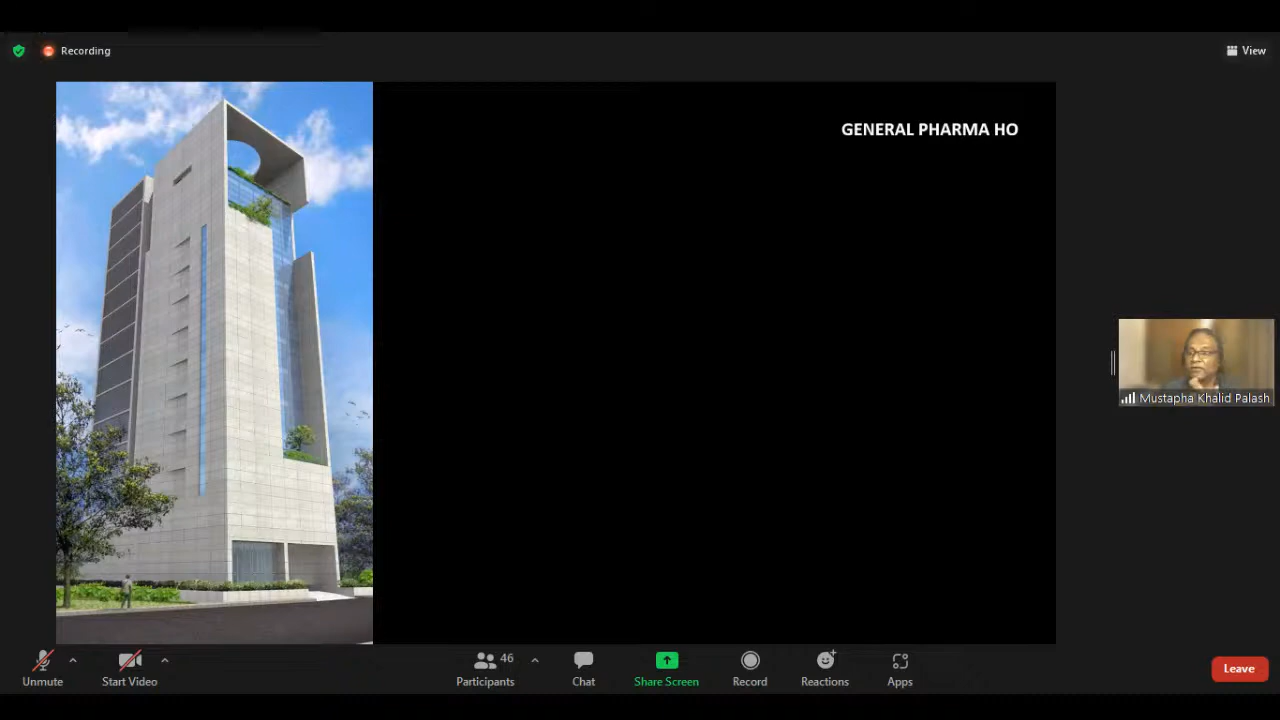 Recording
View
GENERAL PHARMA HO
Mustapha Khalid Palash
Unmute
Start Video
46
Participants
Chat
Share Screen
Record
Reactions
Apps
Leave